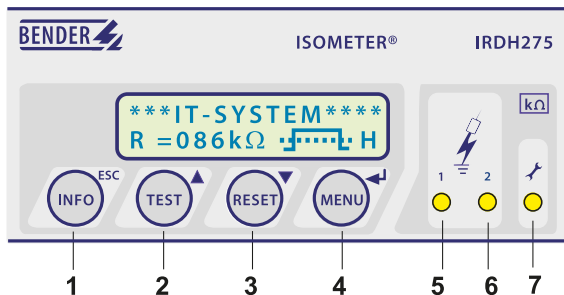 BENDER
ISOMETER® IRDH275
***IT-SYSTEM****
R =086kΩ H
kΩ
INFO ESC TEST RESET MENU
1 2
1 2 3 4 5 6 7